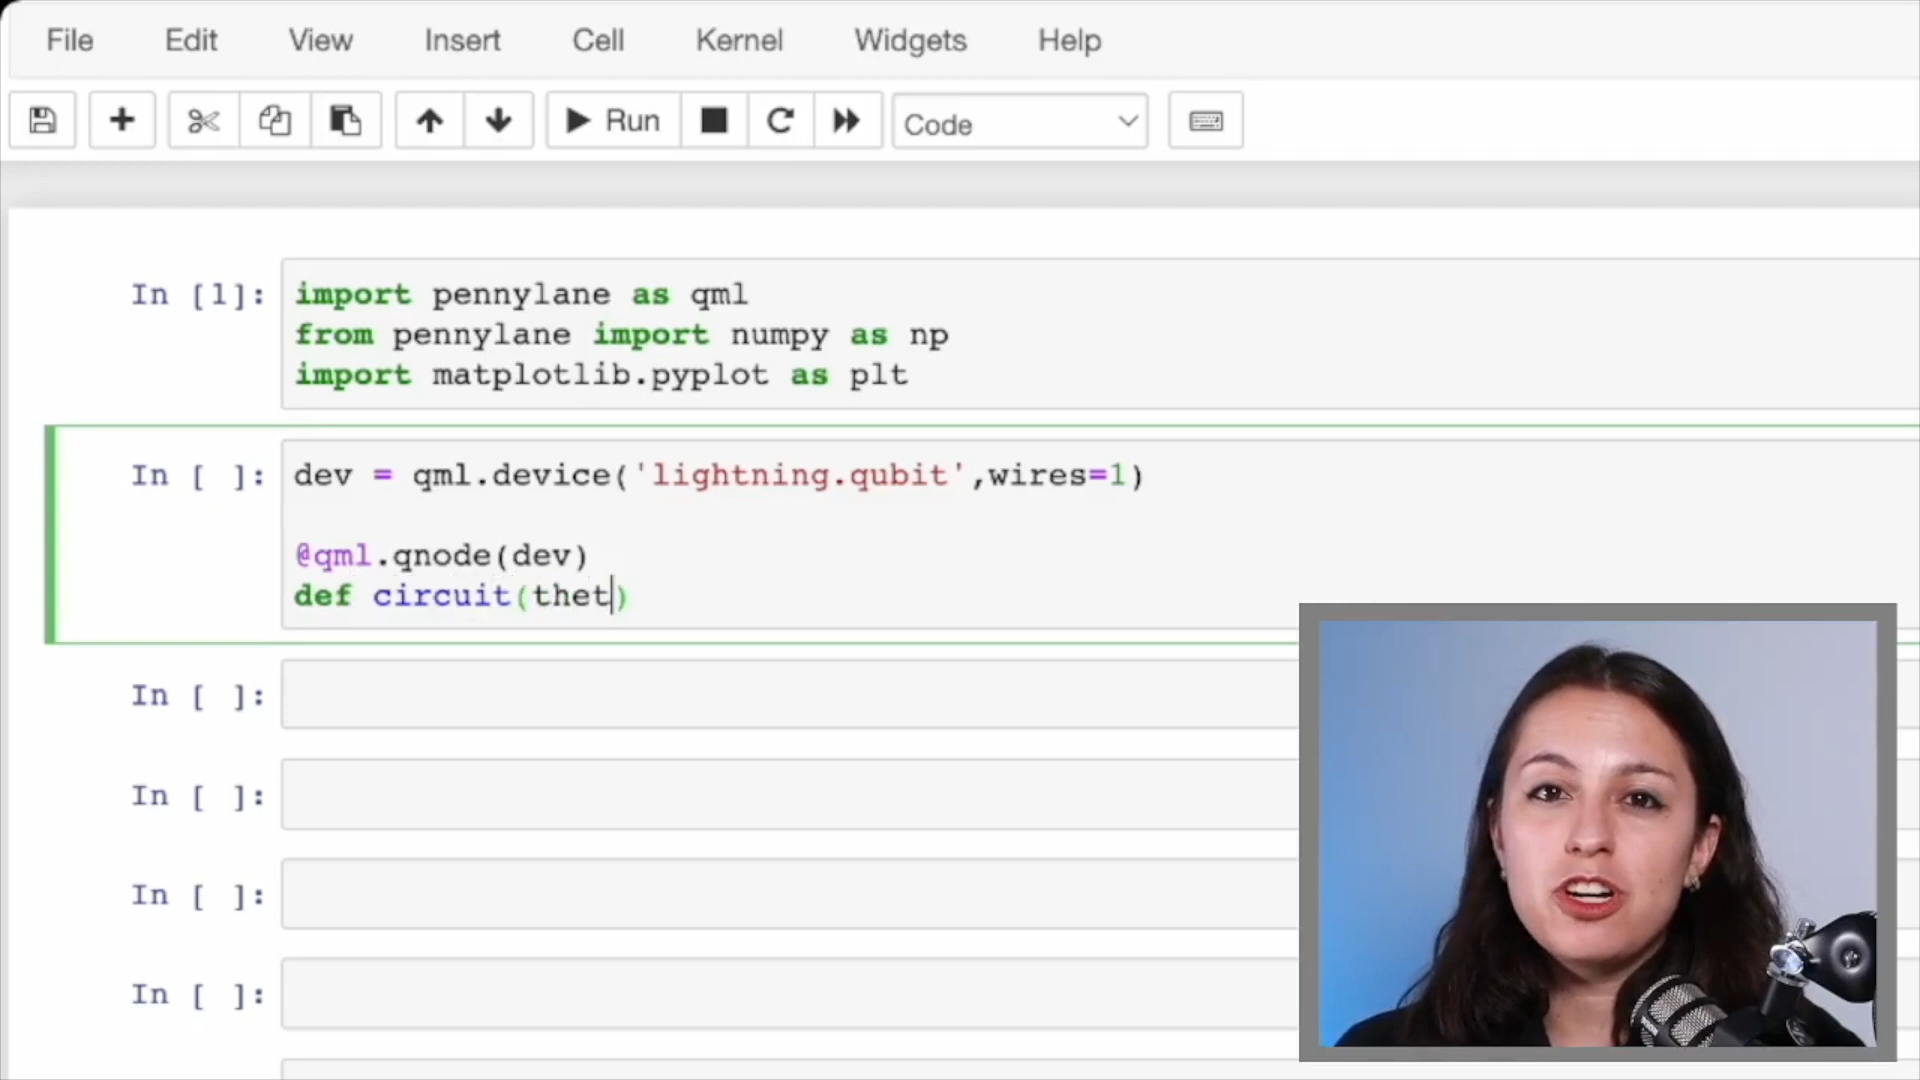 File Edit View Insert Cell Kernel Widgets Help
Run Code
In [1]: import pennylane as qml
from pennylane import numpy as np
import matplotlib.pyplot as plt
In [ ]: dev = qml.device('lightning.qubit',wires=1)
@qml.qnode(dev)
def circuit(thet)
In [ ]:
In [ ]:
In [ ]:
In [ ]: